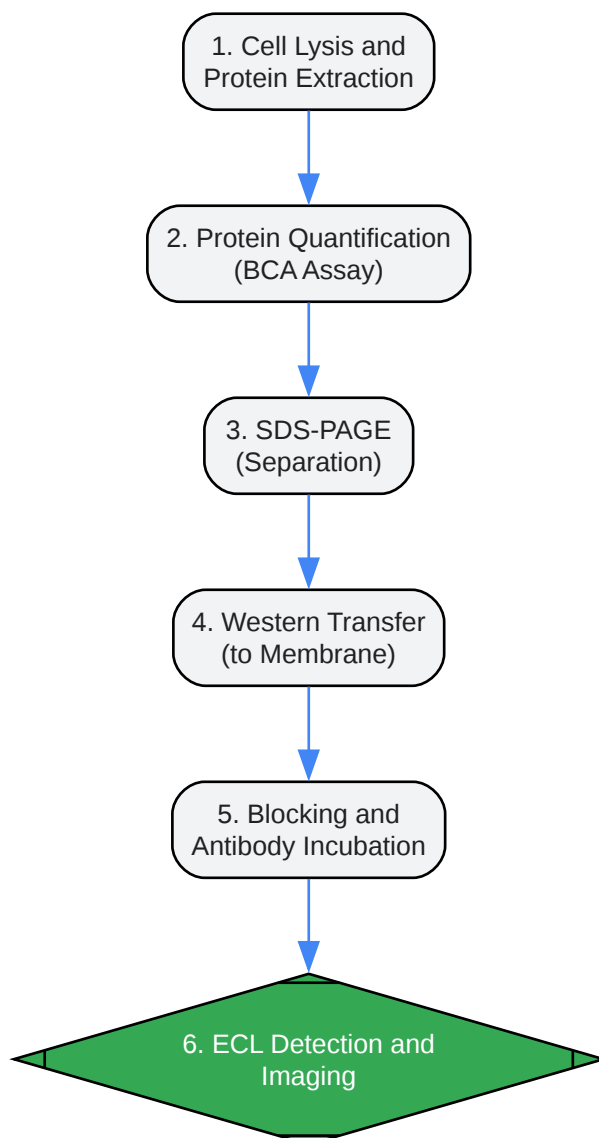 1. Cell Lysis and
Protein Extraction
2. Protein Quantification
(BCA Assay)
3. SDS-PAGE
(Separation)
4. Western Transfer
(to Membrane)
5. Blocking and
Antibody Incubation
6. ECL Detection and
Imaging